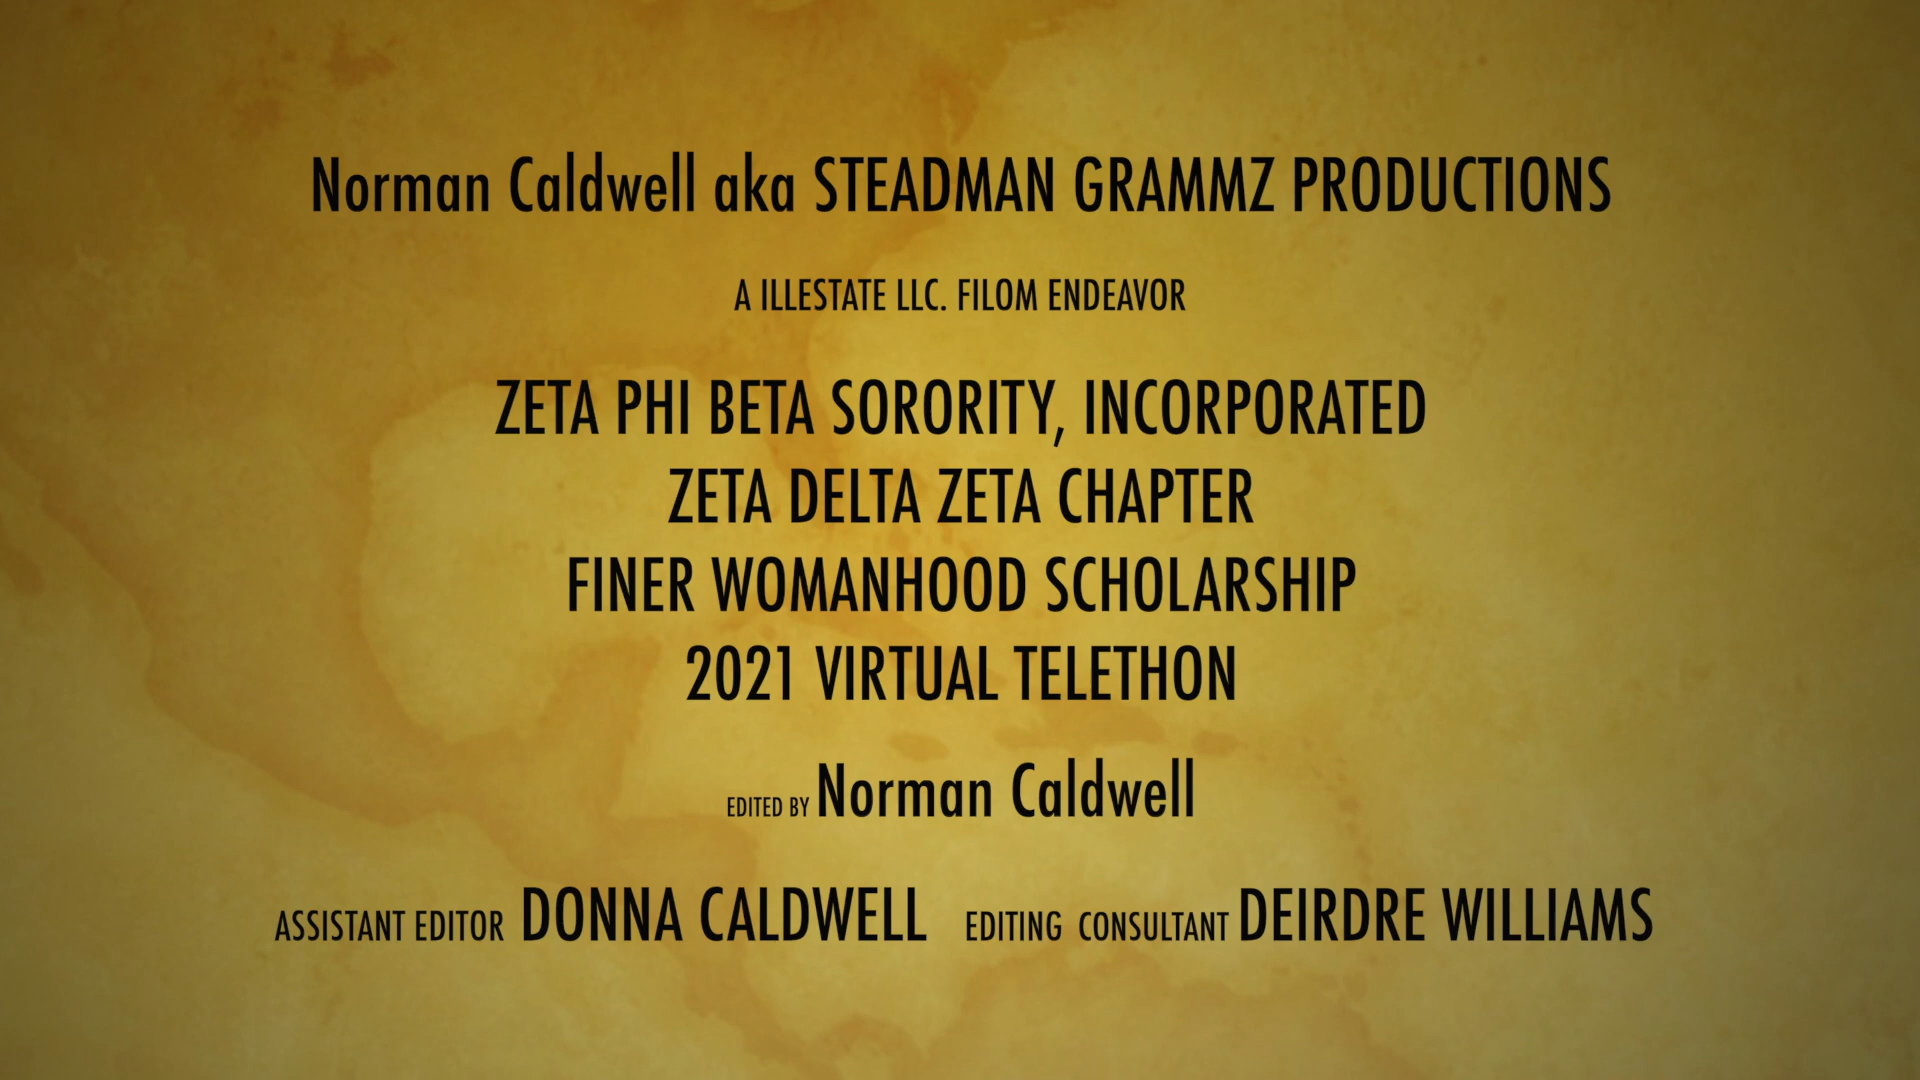 Norman Caldwell aka STEADMAN GRAMMZ PRODUCTIONS
A ILLESTATE LLC. FILOM ENDEAVOR
ZETA PHI BETA SORORITY, INCORPORATED
ZETA DELTA ZETA CHAPTER
FINER WOMANHOOD SCHOLARSHIP
2021 VIRTUAL TELETHON
EDITED BY Norman Caldwell
ASSISTANT EDITOR DONNA CALDWELL EDITING CONSULTANT DEIRDRE WILLIAMS